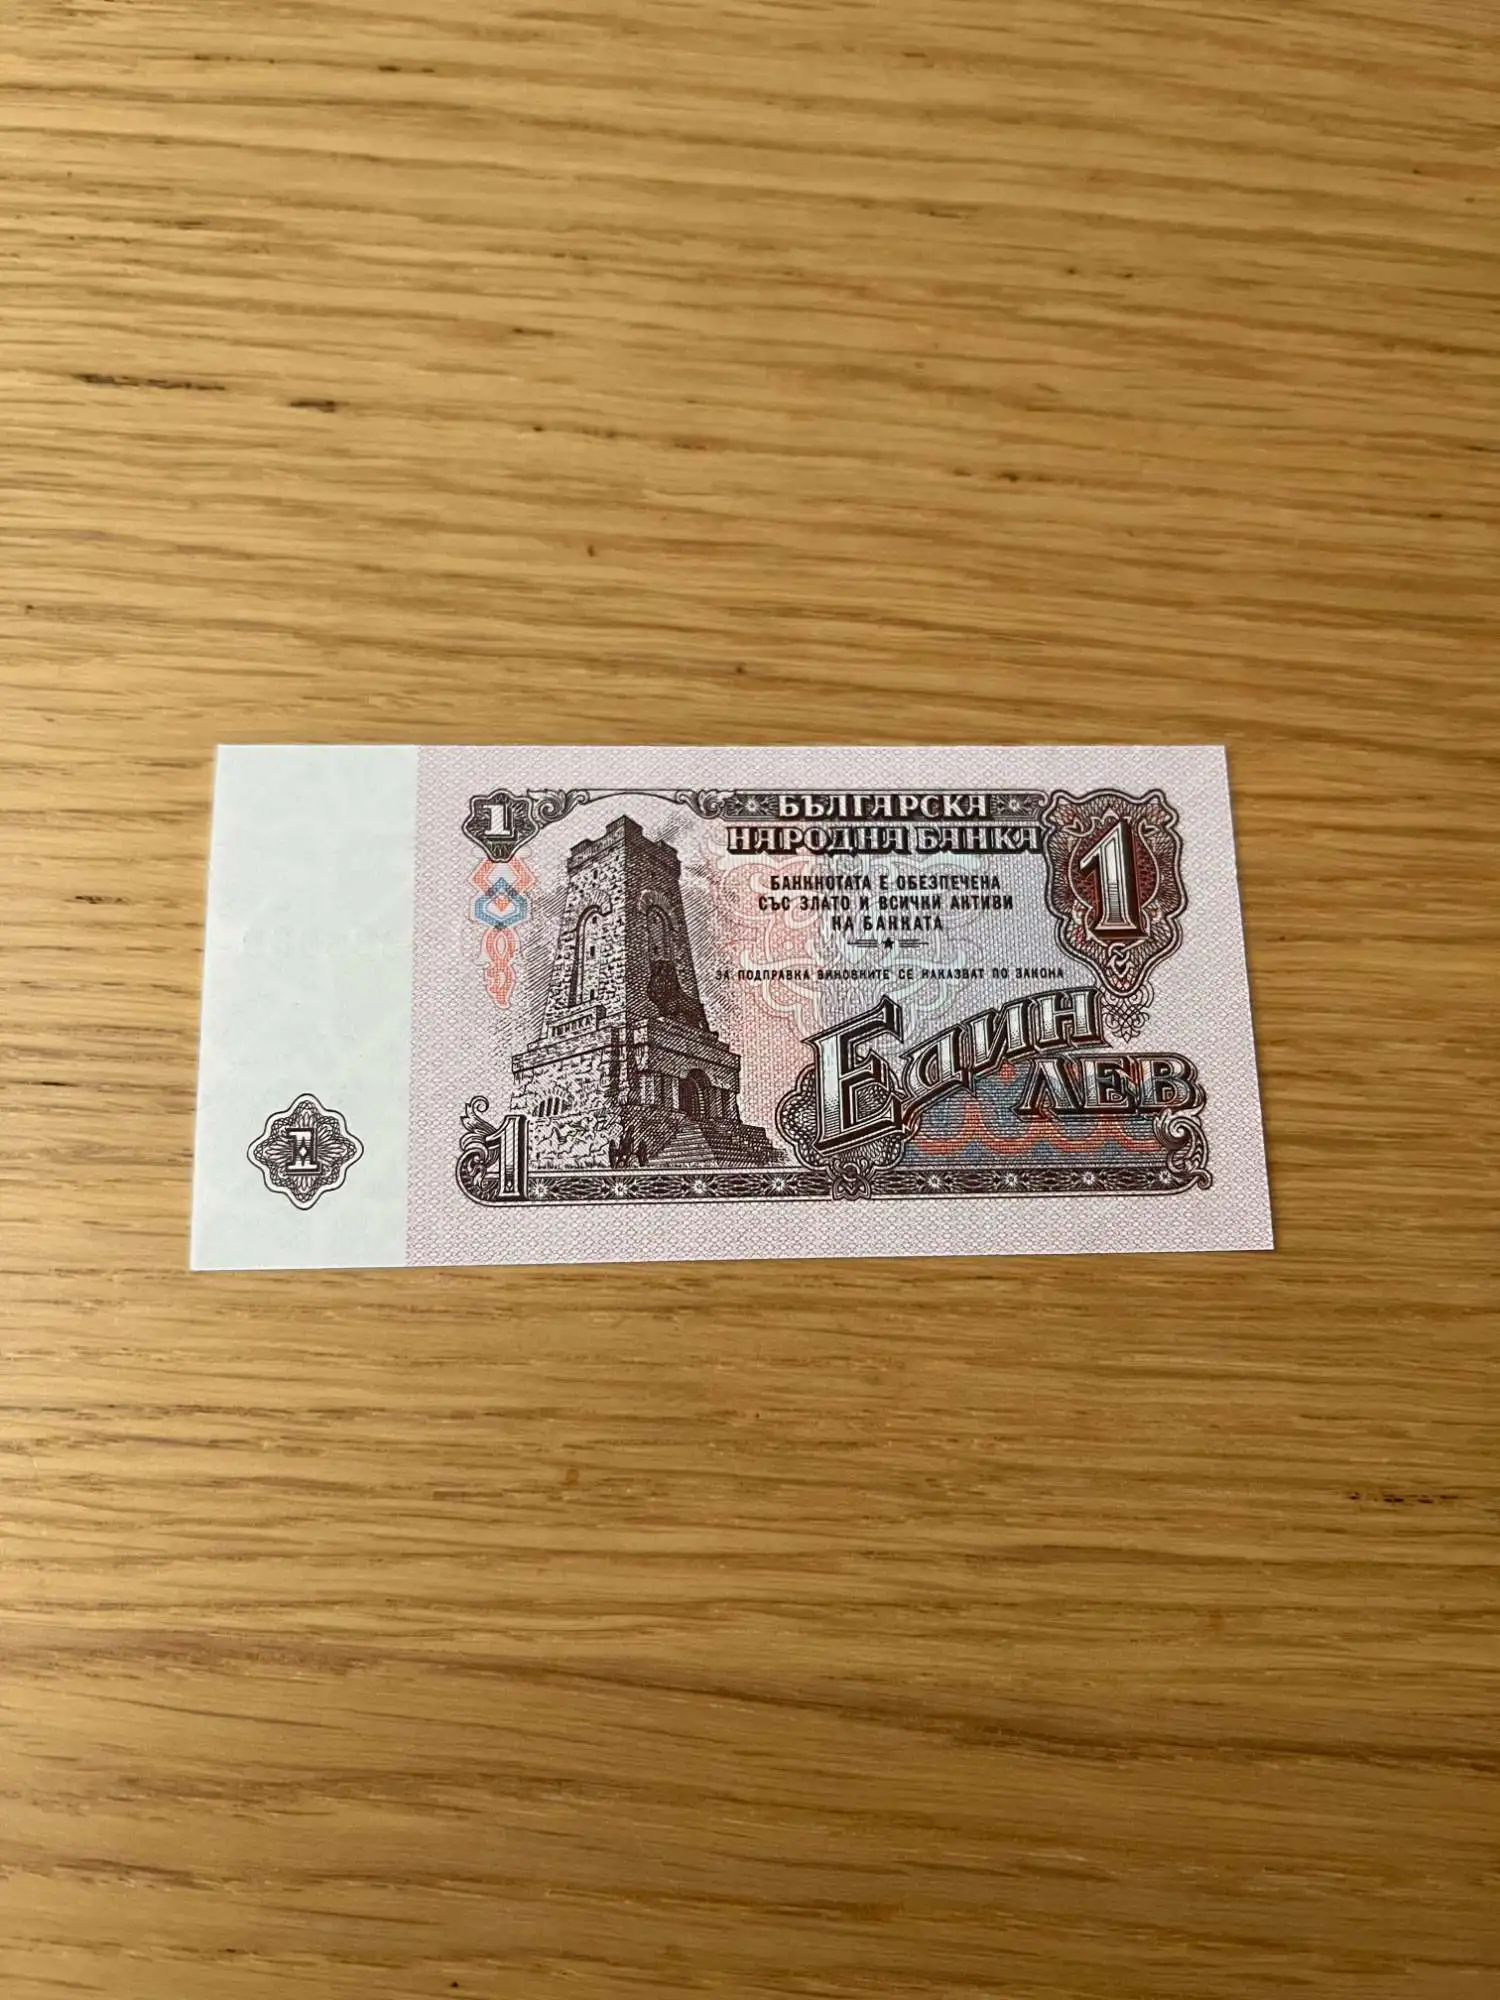 1
БЪЛГАРСКА
НАРОДНА БАНКА
1
БАНКНОТАТА Е ОБЕЗПЕЧЕНА
СЪС ЗЛАТО И ВСИЧКИ АКТИВИ
НА БАНКАТА
ЗА ПОДПРАВКА ВИНОВНИТЕ СЕ НАКАЗВАТ ПО ЗАКОНА
ЕДИН
ЛЕВ
1
1